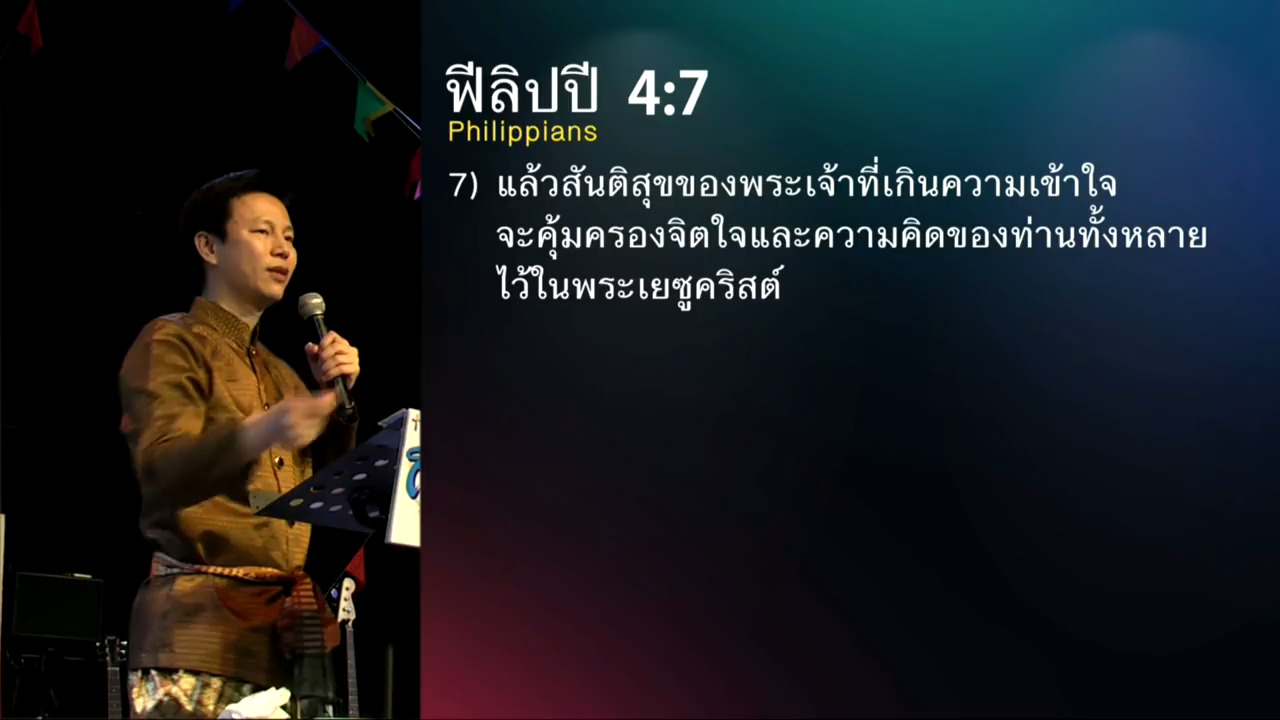 ฟีลิปปี 4:7
Philippians
7) แล้วสันติสุขของพระเจ้าที่เกินความเข้าใจ
จะคุ้มครองจิตใจและความคิดของท่านทั้งหลาย
ไว้ในพระเยซูคริสต์